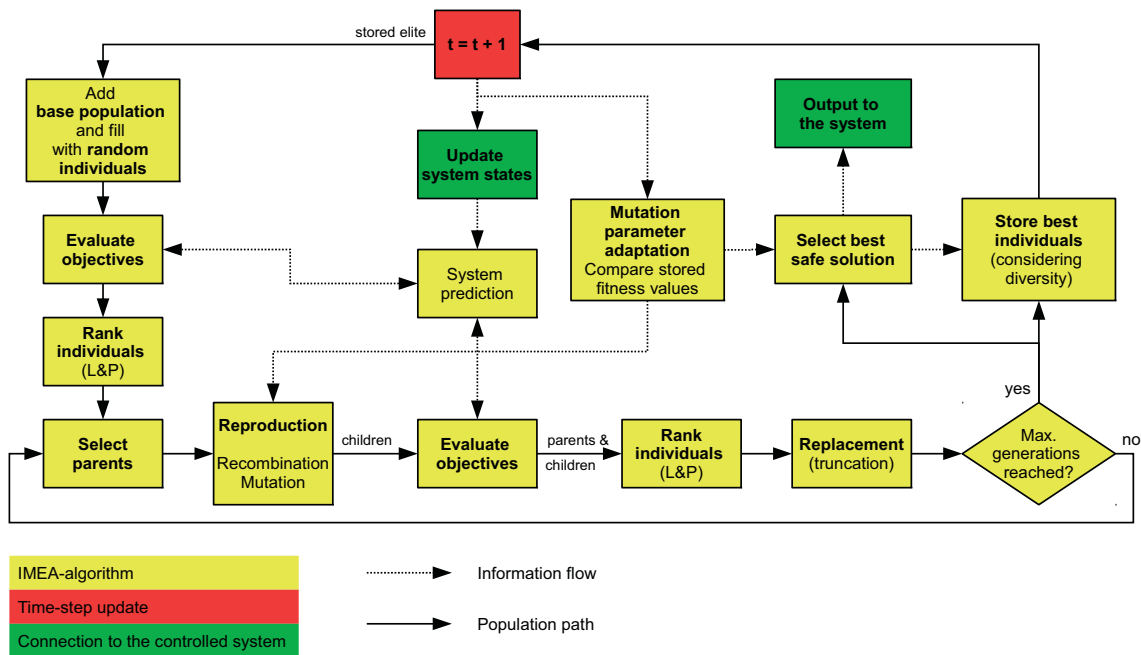 stored elite
t = t + 1
Add
base population
and fill
with random
individuals
Update
system states
Output to
the system
Evaluate
objectives
System
prediction
Mutation
parameter
adaptation
Compare stored
fitness values
Select best
safe solution
Store best
individuals
(considering
diversity)
Rank
individuals
(L&P)
Select
parents
Reproduction
Recombination
Mutation
children
Evaluate
objectives
parents &
children
Rank
individuals
(L&P)
Replacement
(truncation)
yes
Max.
generations
reached?
no
IMEA-algorithm
Time-step update
Connection to the controlled system
Information flow
Population path